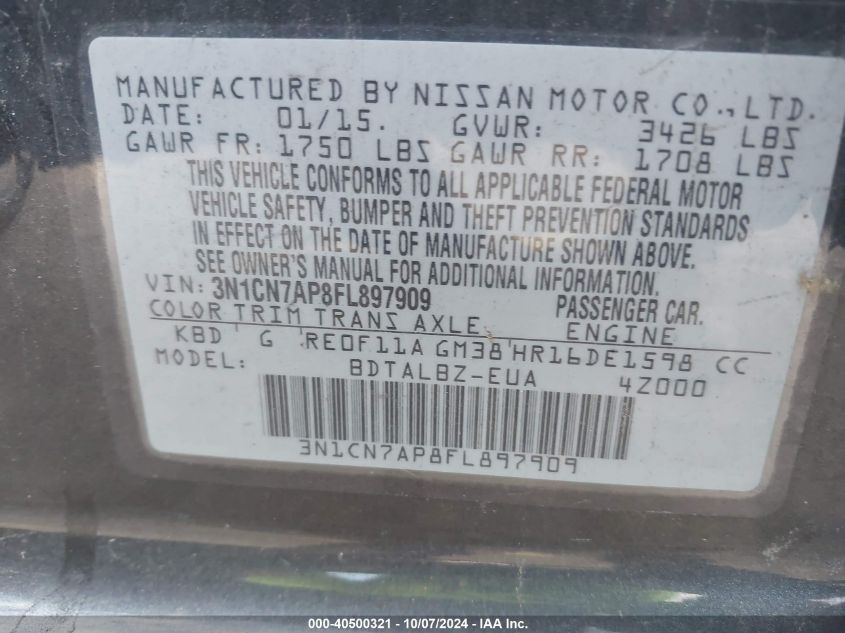 MANUFACTURED BY NISSAN MOTOR CO.,LTD.
DATE: 01/15. GVWR: 3426 LBS
GAWR FR: 1750 LBS GAWR RR: 1708 LBS
THIS VEHICLE CONFORMS TO ALL APPLICABLE FEDERAL MOTOR
VEHICLE SAFETY, BUMPER AND THEFT PREVENTION STANDARDS
IN EFFECT ON THE DATE OF MANUFACTURE SHOWN ABOVE.
SEE OWNER'S MANUAL FOR ADDITIONAL INFORMATION.
VIN: 3N1CN7AP8FL897909 PASSENGER CAR.
COLOR TRIM TRANS AXLE ENGINE
KBD G RE0F11A GM38 HR16DE1598 CC
MODEL: BDTALBZ-EUA 4Z000
3N1CN7AP8FL897909
000-40500321 - 10/07/2024 - IAA Inc.